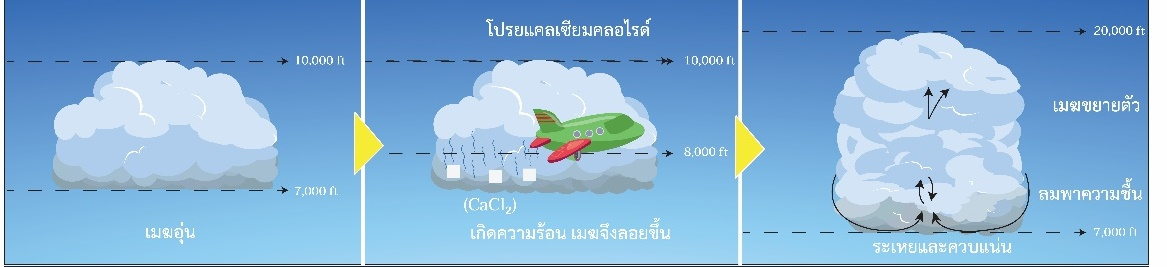 10,000 ft
7,000 ft
เมฆอุ่น
โปรยแคลเซียมคลอไรด์
10,000 ft
8,000 ft
(CaCl₂)
เกิดความร้อน เมฆจึงลอยขึ้น
20,000 ft
เมฆขยายตัว
ลมพาความชื้น
7,000 ft
ระเหยและควบแน่น